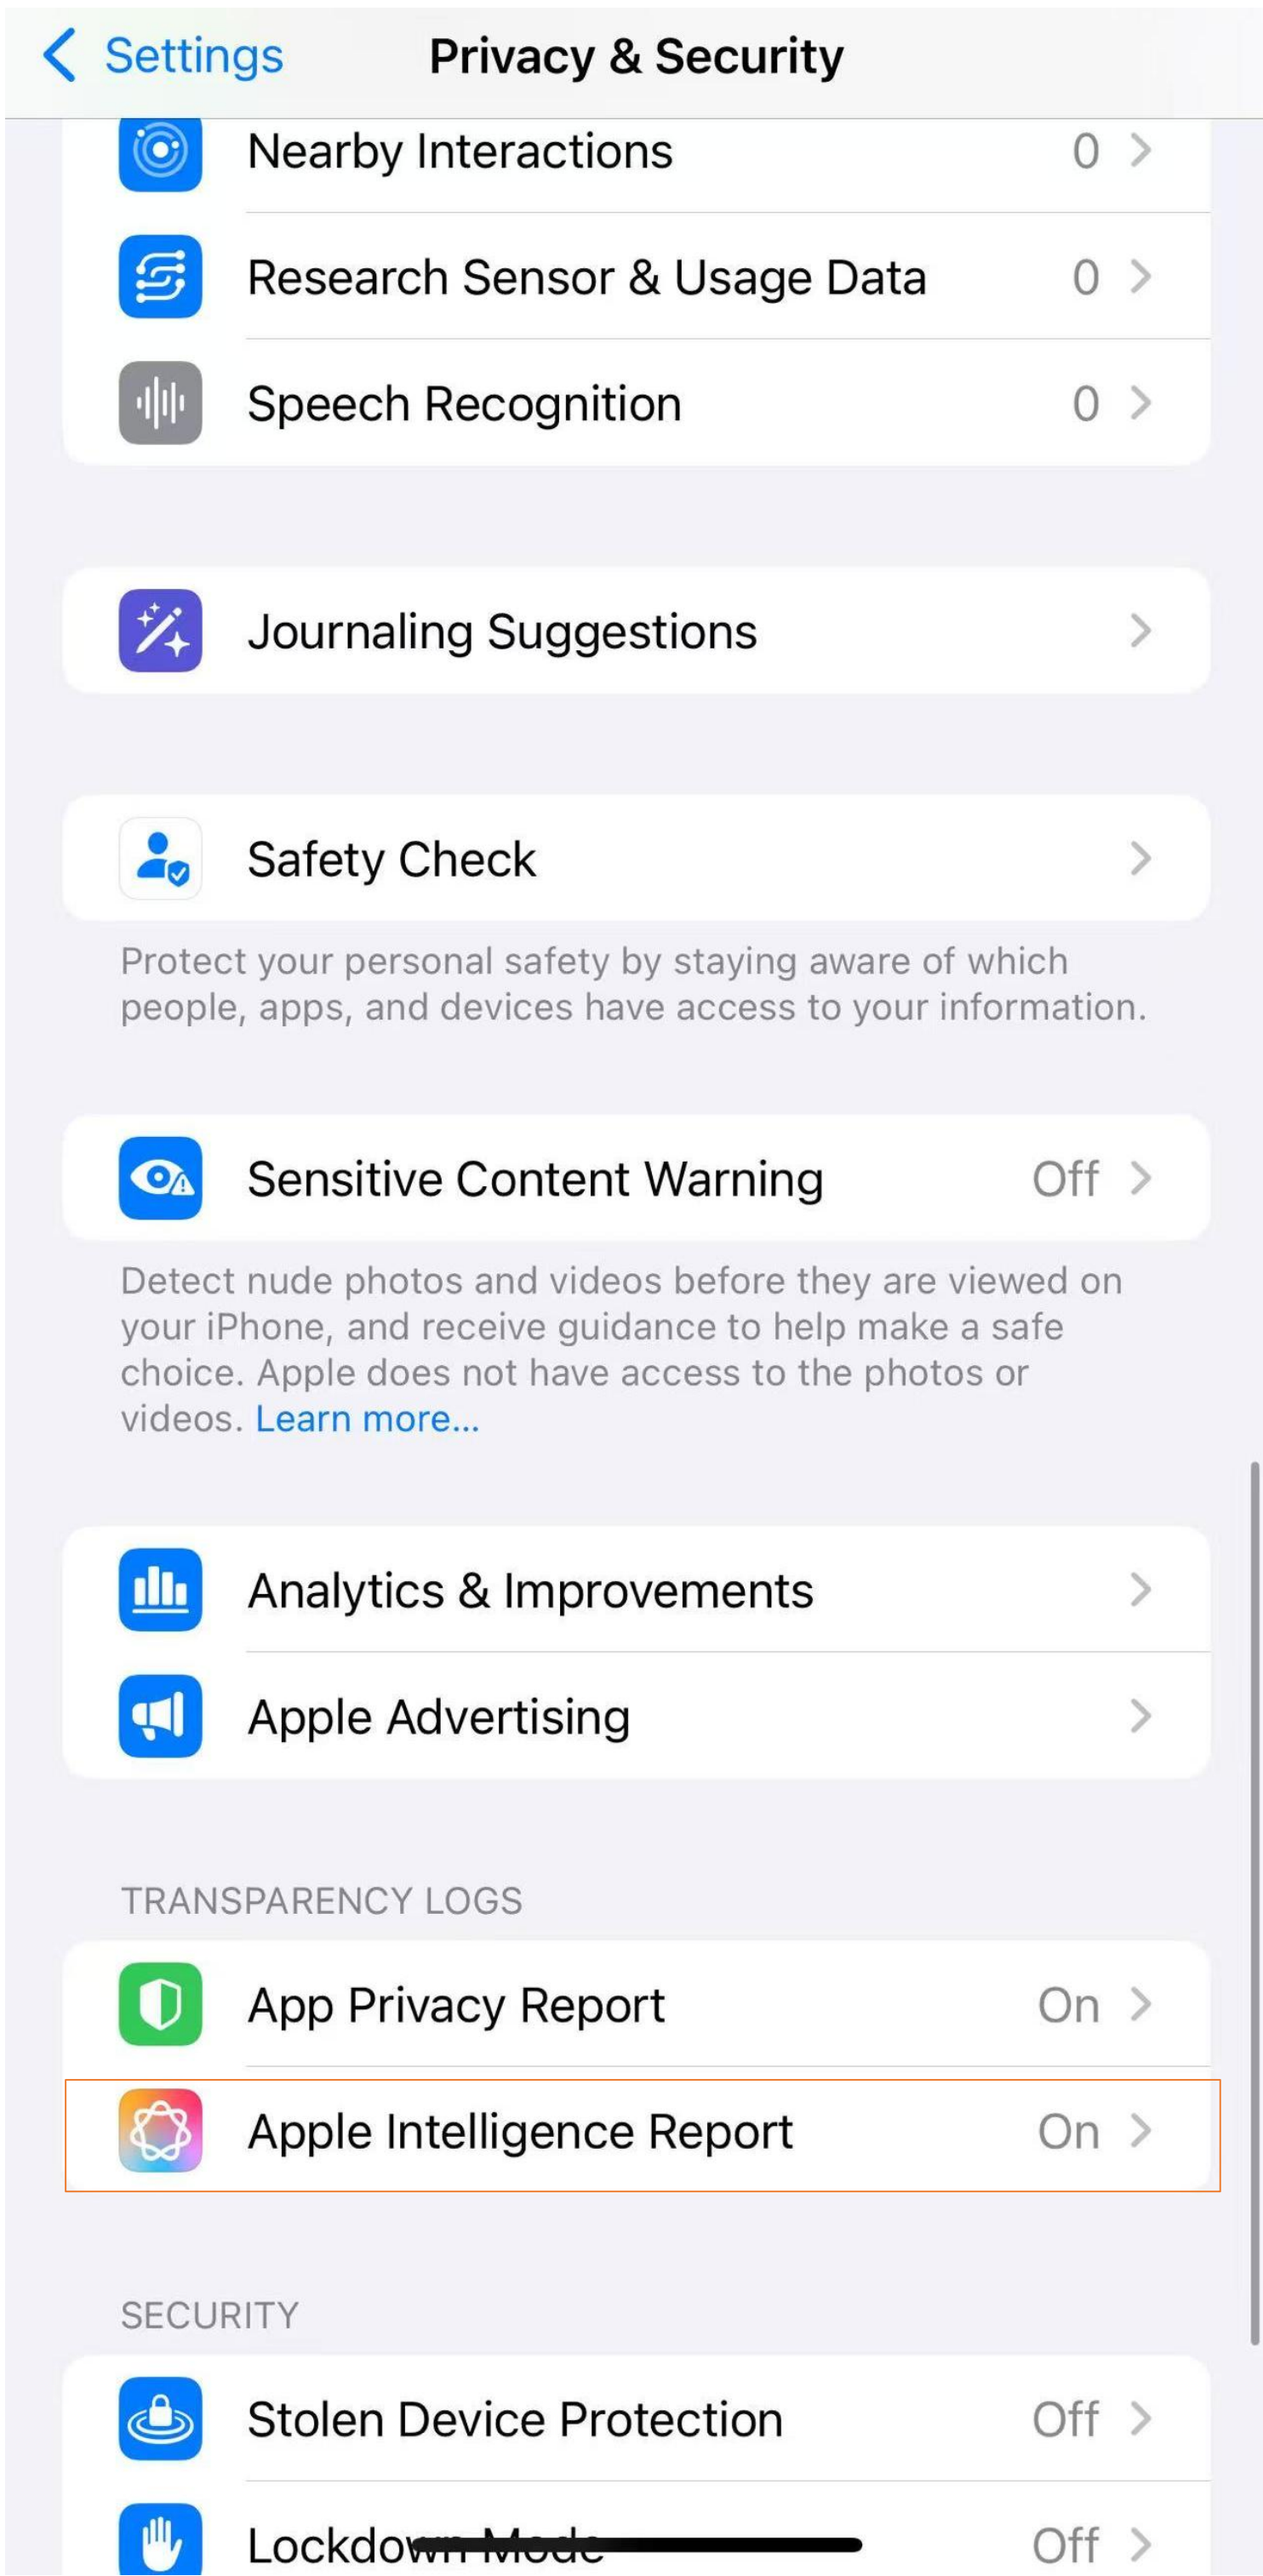 Settings
Privacy & Security
Nearby Interactions 0
Research Sensor & Usage Data 0
Speech Recognition 0
Journaling Suggestions
Safety Check
Protect your personal safety by staying aware of which
people, apps, and devices have access to your information.
Sensitive Content Warning Off
Detect nude photos and videos before they are viewed on
your iPhone, and receive guidance to help make a safe
choice. Apple does not have access to the photos or
videos. Learn more...
Analytics & Improvements
Apple Advertising
TRANSPARENCY LOGS
App Privacy Report On
Apple Intelligence Report On
SECURITY
Stolen Device Protection Off
Lockdown Mode Off